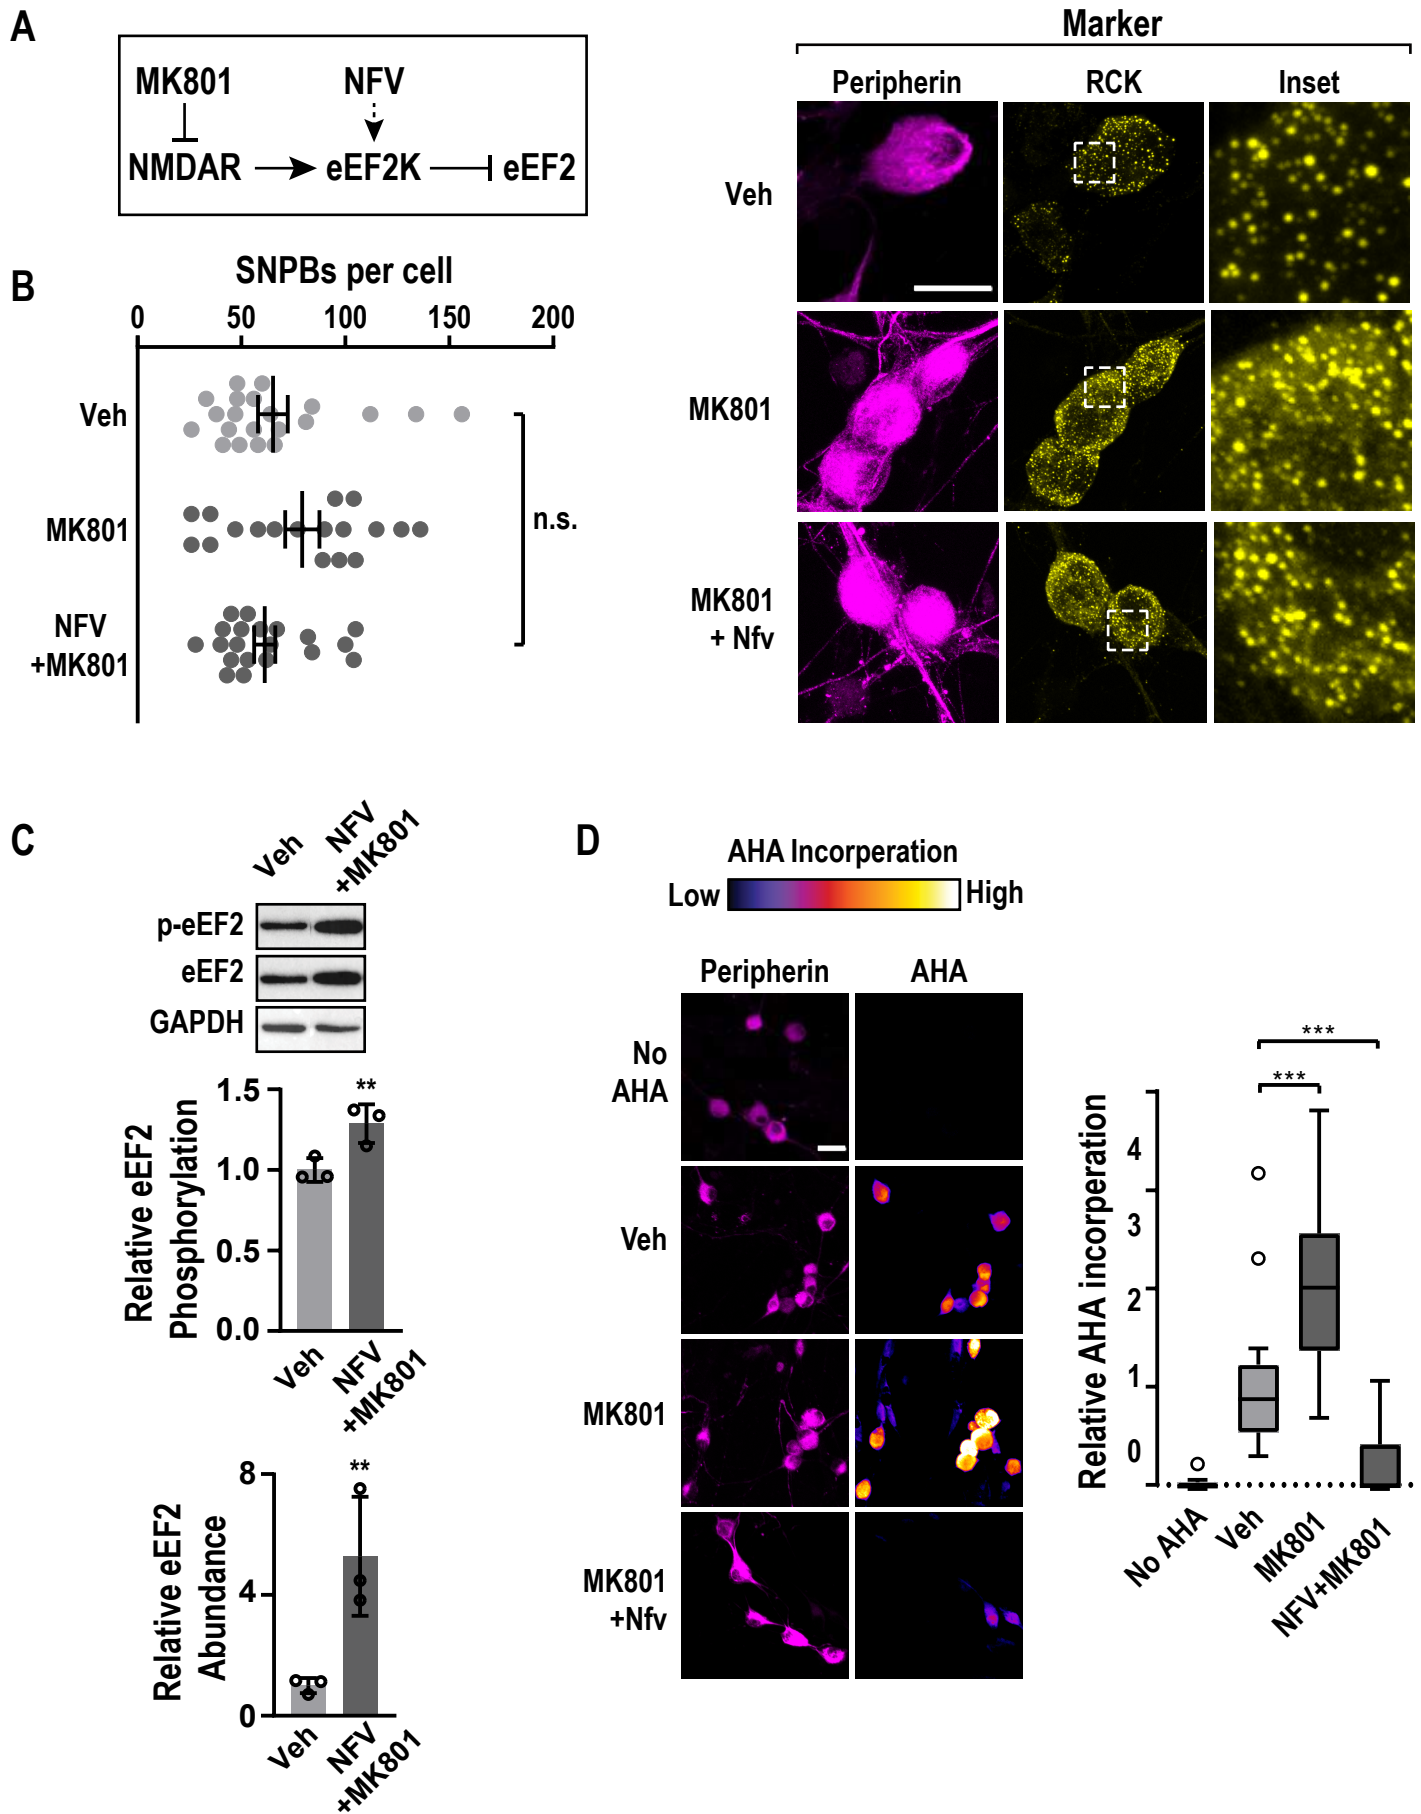 A
MK801
NFV
NMDAR
eEF2K
eEF2
Marker
Peripherin
RCK
Inset
Veh
MK801
MK801
+ Nfv
B
SNPBs per cell
0
50
100
150
200
Veh
MK801
NFV
+MK801
n.s.
C
Veh
NFV
+MK801
p-eEF2
eEF2
GAPDH
Relative eEF2
Phosphorylation
1.5
1.0
0.5
0.0
**
Veh
NFV
+MK801
Relative eEF2
Abundance
8
4
0
**
Veh
NFV
+MK801
D
AHA Incorperation
Low
High
Peripherin
AHA
No
AHA
Veh
MK801
MK801
+Nfv
Relative AHA incorperation
4
3
2
1
0
***
***
No AHA
Veh
MK801
NFV+MK801